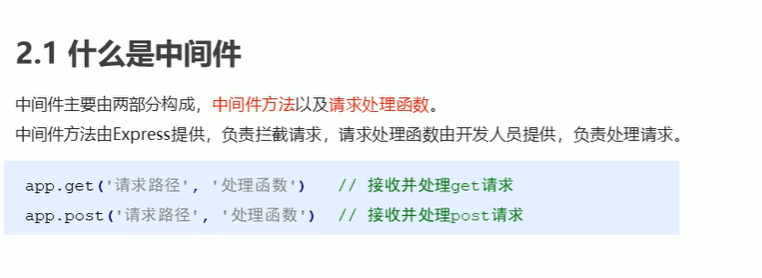 2.1 什么是中间件
中间件主要由两部分构成，中间件方法以及请求处理函数。
中间件方法由Express提供，负责拦截请求，请求处理函数由开发人员提供，负责处理请求。
app.get('请求路径', '处理函数')   // 接收并处理get请求
app.post('请求路径', '处理函数')  // 接收并处理post请求